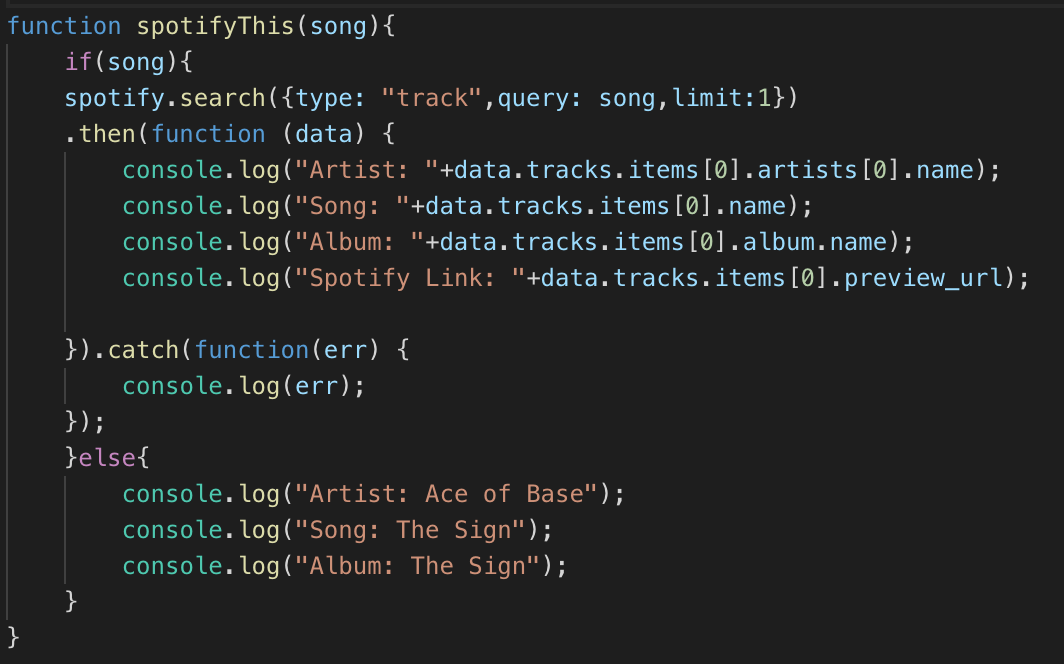 function spotifyThis(song){
    if(song){
    spotify.search({type: "track",query: song,limit:1})
    .then(function (data) {
        console.log("Artist: "+data.tracks.items[0].artists[0].name);
        console.log("Song: "+data.tracks.items[0].name);
        console.log("Album: "+data.tracks.items[0].album.name);
        console.log("Spotify Link: "+data.tracks.items[0].preview_url);

    }).catch(function(err) {
        console.log(err);
    });
    }else{
        console.log("Artist: Ace of Base");
        console.log("Song: The Sign");
        console.log("Album: The Sign");
    }
}